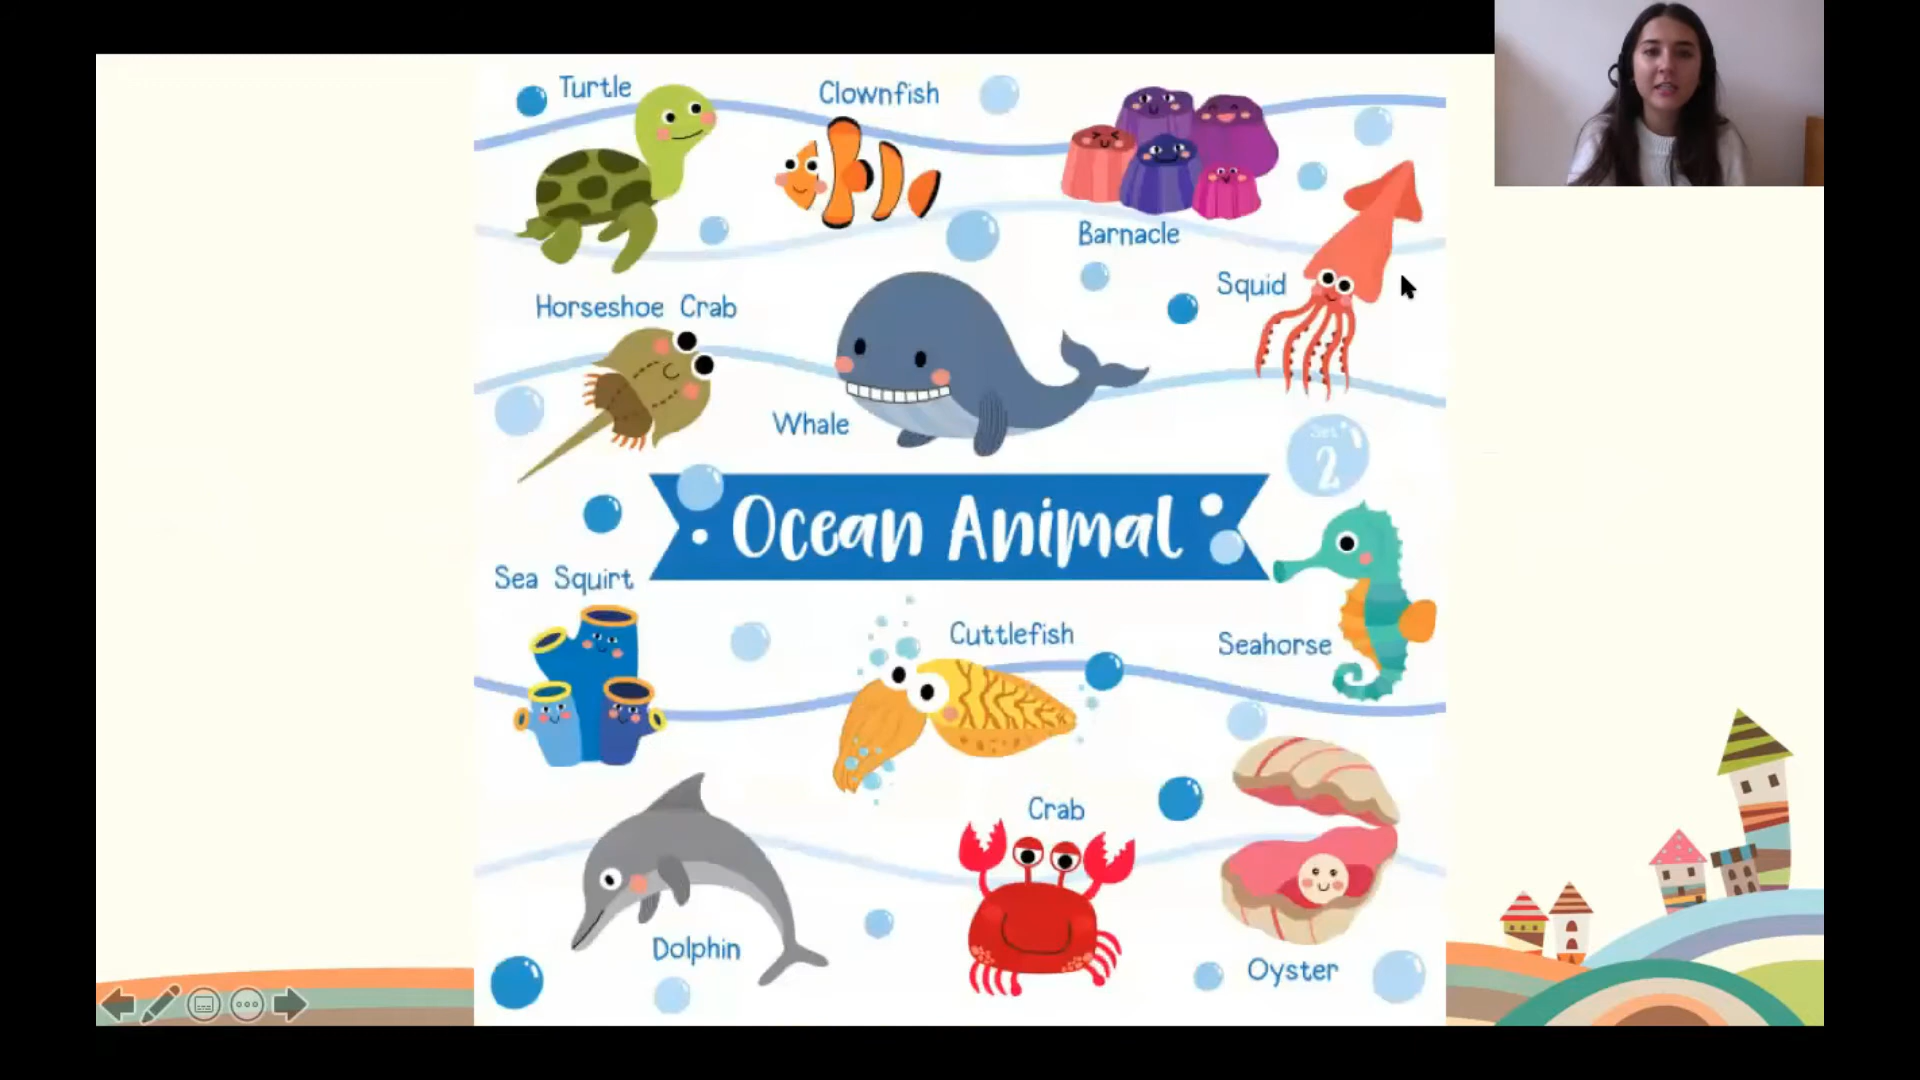 Turtle
Clownfish
Barnacle
Squid
Horseshoe Crab
Whale
Set
2
Ocean Animal
Sea Squirt
Cuttlefish
Seahorse
Crab
Dolphin
Oyster